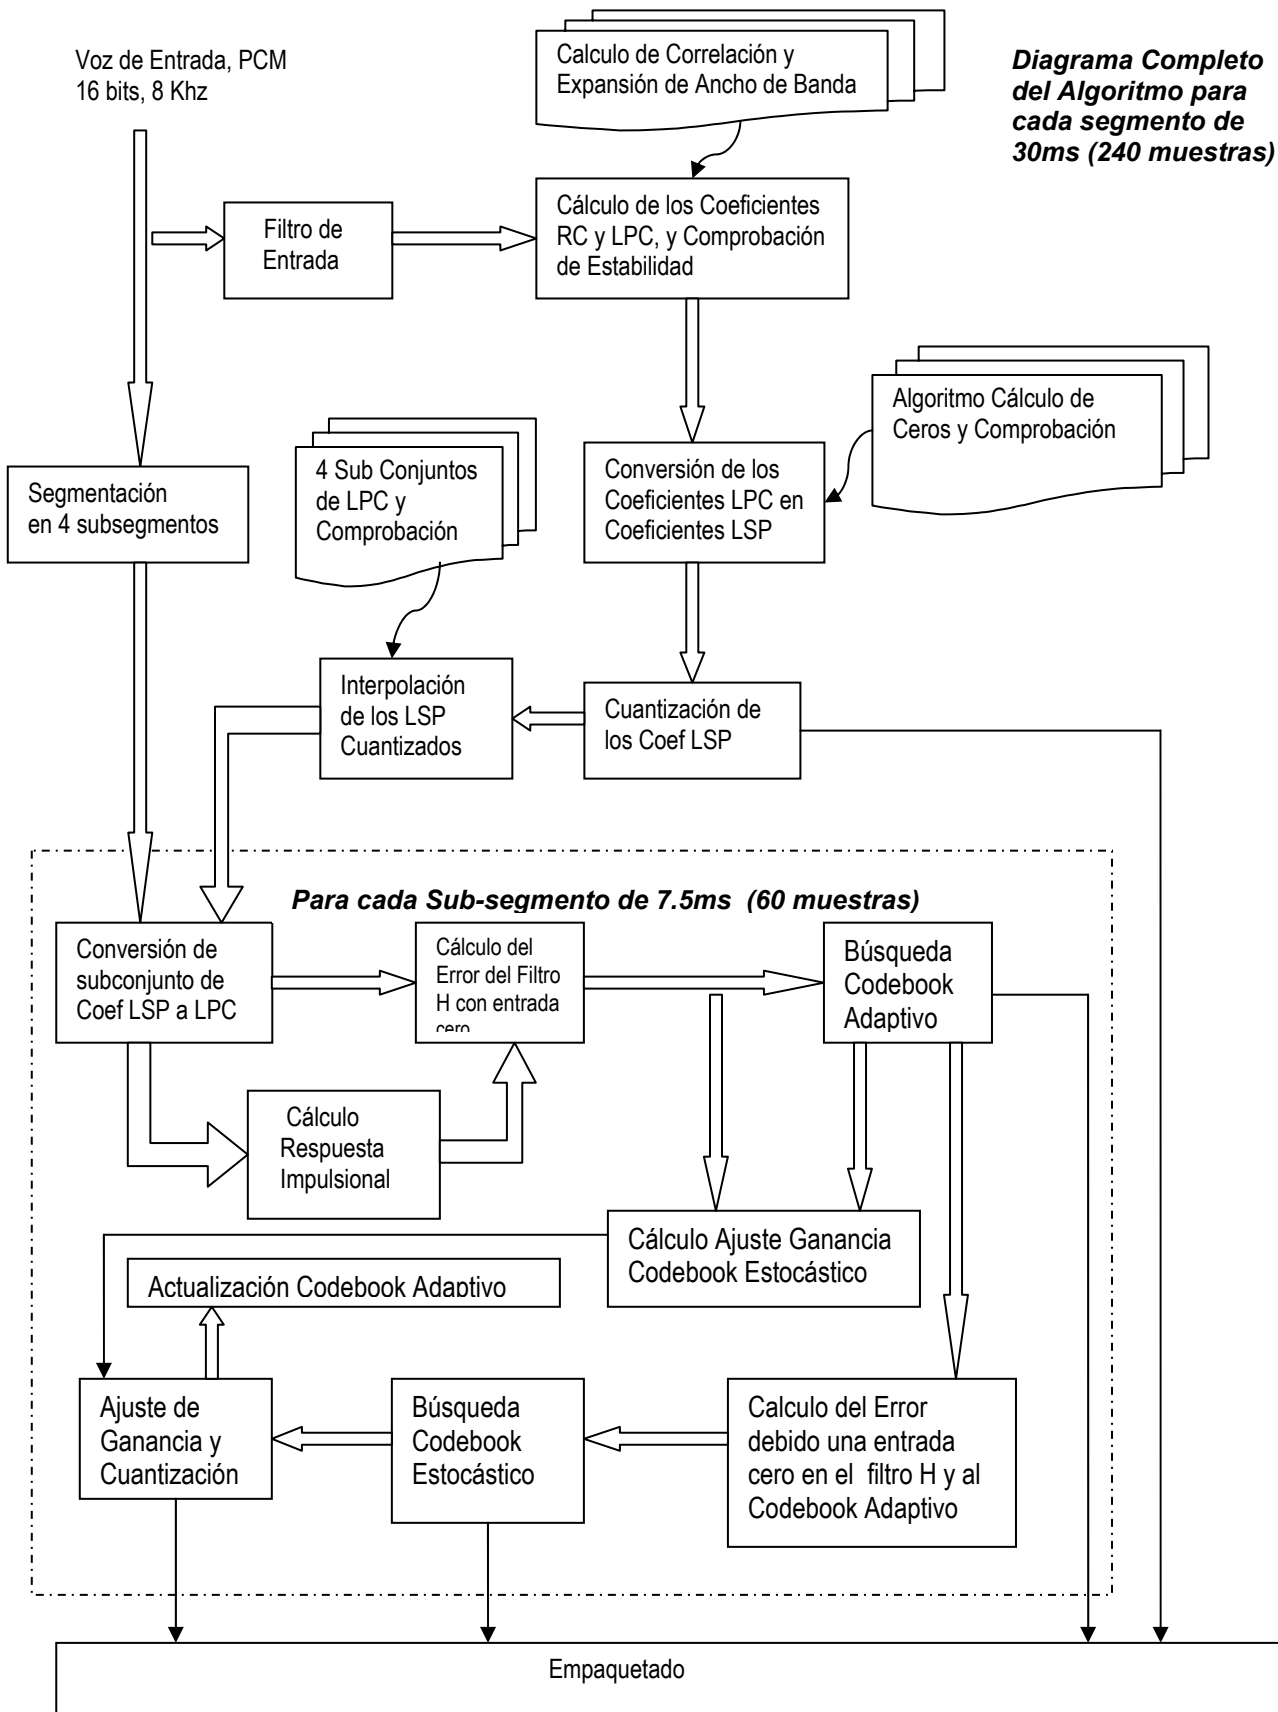 Voz de Entrada, PCM
16 bits, 8 Khz
Calculo de Correlación y
Expansión de Ancho de Banda
Diagrama Completo
del Algoritmo para
cada segmento de
30ms (240 muestras)
Filtro de
Entrada
Cálculo de los Coeficientes
RC y LPC, y Comprobación
de Estabilidad
Algoritmo Cálculo de
Ceros y Comprobación
4 Sub Conjuntos
de LPC y
Comprobación
Conversión de los
Coeficientes LPC en
Coeficientes LSP
Segmentación
en 4 subsegmentos
Interpolación
de los LSP
Cuantizados
Cuantización de
los Coef LSP
Para cada Sub-segmento de 7.5ms (60 muestras)
Conversión de
subconjunto de
Coef LSP a LPC
Cálculo del
Error del Filtro
H con entrada
cero
Búsqueda
Codebook
Adaptivo
Cálculo
Respuesta
Impulsional
Cálculo Ajuste Ganancia
Codebook Estocástico
Actualización Codebook Adaptivo
Ajuste de
Ganancia y
Cuantización
Búsqueda
Codebook
Estocástico
Calculo del Error
debido una entrada
cero en el filtro H y al
Codebook Adaptivo
Empaquetado